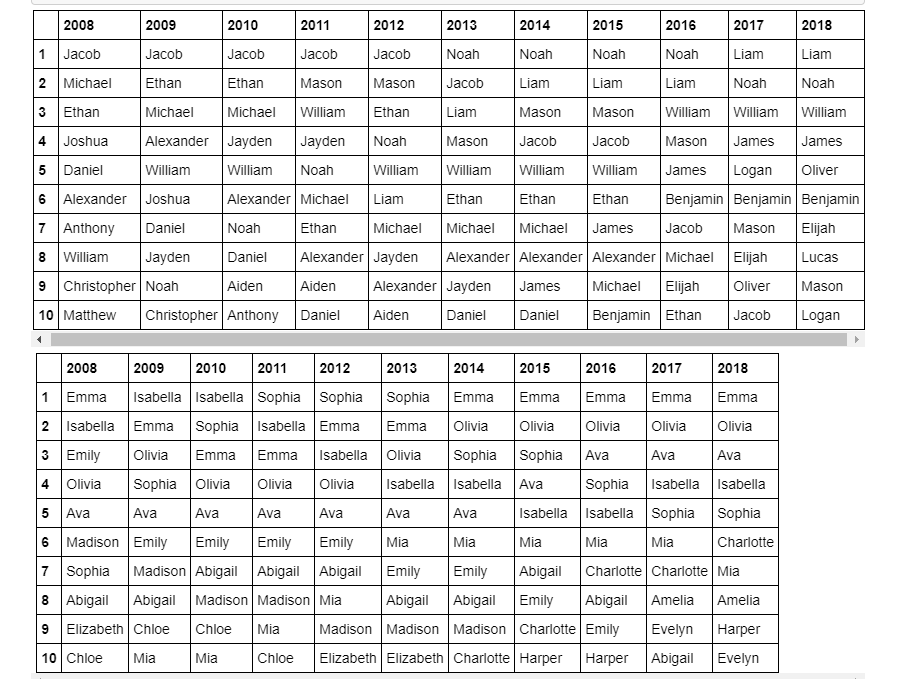 2008 2009 2010 2011 2012 2013 2014 2015 2016 2017 2018
1 Jacob Jacob Jacob Jacob Jacob Noah Noah Noah Noah Liam Liam
2 Michael Ethan Ethan Mason Mason Jacob Liam Liam Liam Noah Noah
3 Ethan Michael Michael William Ethan Liam Mason Mason William William William
4 Joshua Alexander Jayden Jayden Noah Mason Jacob Jacob Mason James James
5 Daniel William William Noah William William William William James Logan Oliver
6 Alexander Joshua Alexander Michael Liam Ethan Ethan Ethan Benjamin Benjamin Benjamin
7 Anthony Daniel Noah Ethan Michael Michael Michael James Jacob Mason Elijah
8 William Jayden Daniel Alexander Jayden Alexander Alexander Alexander Michael Elijah Lucas
9 Christopher Noah Aiden Aiden Alexander Jayden James Michael Elijah Oliver Mason
10 Matthew Christopher Anthony Daniel Aiden Daniel Daniel Benjamin Ethan Jacob Logan
2008 2009 2010 2011 2012 2013 2014 2015 2016 2017 2018
1 Emma Isabella Isabella Sophia Sophia Sophia Emma Emma Emma Emma Emma
2 Isabella Emma Sophia Isabella Emma Emma Olivia Olivia Olivia Olivia Olivia
3 Emily Olivia Emma Emma Isabella Olivia Sophia Sophia Ava Ava Ava
4 Olivia Sophia Olivia Olivia Olivia Isabella Isabella Ava Sophia Isabella Isabella
5 Ava Ava Ava Ava Ava Ava Ava Isabella Isabella Sophia Sophia
6 Madison Emily Emily Emily Emily Mia Mia Mia Mia Mia Charlotte
7 Sophia Madison Abigail Abigail Abigail Emily Emily Abigail Charlotte Charlotte Mia
8 Abigail Abigail Madison Madison Mia Abigail Abigail Emily Abigail Amelia Amelia
9 Elizabeth Chloe Chloe Mia Madison Madison Madison Charlotte Emily Evelyn Harper
10 Chloe Mia Mia Chloe Elizabeth Elizabeth Charlotte Harper Harper Abigail Evelyn